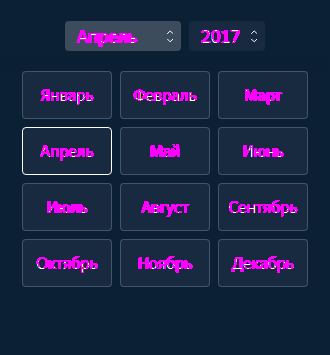 Апрель 2017
Январь Февраль Март
Апрель Май Июнь
Июль Август Сентябрь
Октябрь Ноябрь Декабрь